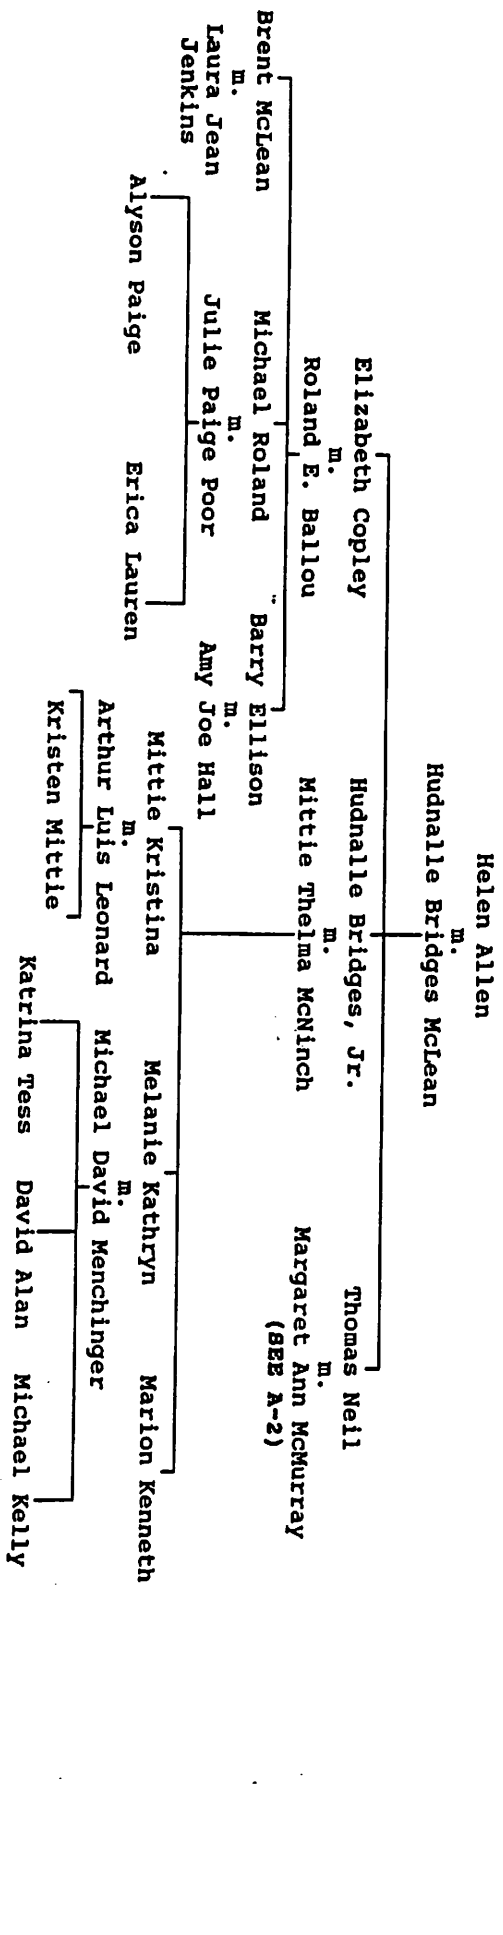 Helen Allen
m.
Hudnalle Bridges McLean
Elizabeth Copley
m.
Roland E. Ballou
Hudnalle Bridges, Jr.
m.
Mittie Thelma McNinch
Thomas Neil
m.
Margaret Ann McMurray
(SEE A-2)
Brent McLean
m.
Laura Jean
Jenkins
Michael Roland
m.
Julie Paige Poor
Barry Ellison
m.
Amy Joe Hall
Alyson Paige
Erica Lauren
Mittie Kristina
m.
Arthur Luis Leonard
Melanie Kathryn
m.
Michael David Menchinger
Marion Kenneth
Kristen Mittie
Katrina Tess
David Alan
Michael Kelly